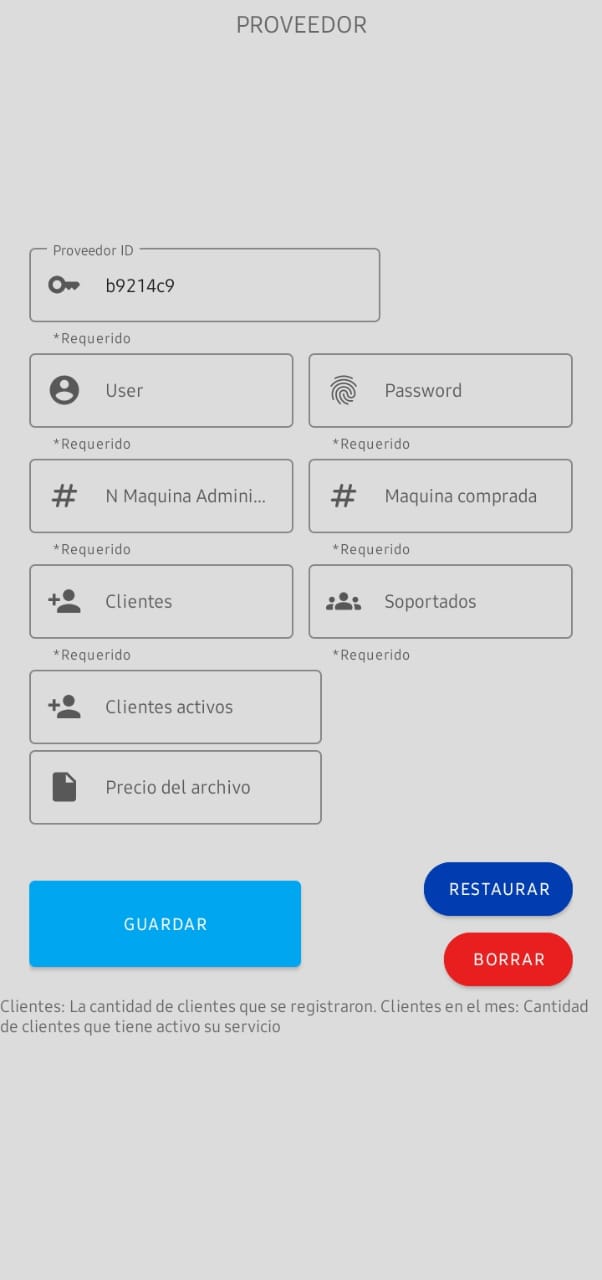 PROVEEDOR
Proveedor ID
b9214c9
*Requerido
User
Password
*Requerido
*Requerido
N Maquina Admini...
Maquina comprada
*Requerido
*Requerido
Clientes
Soportados
*Requerido
*Requerido
Clientes activos
Precio del archivo
RESTAURAR
GUARDAR
BORRAR
Clientes: La cantidad de clientes que se registraron. Clientes en el mes: Cantidad
de clientes que tiene activo su servicio